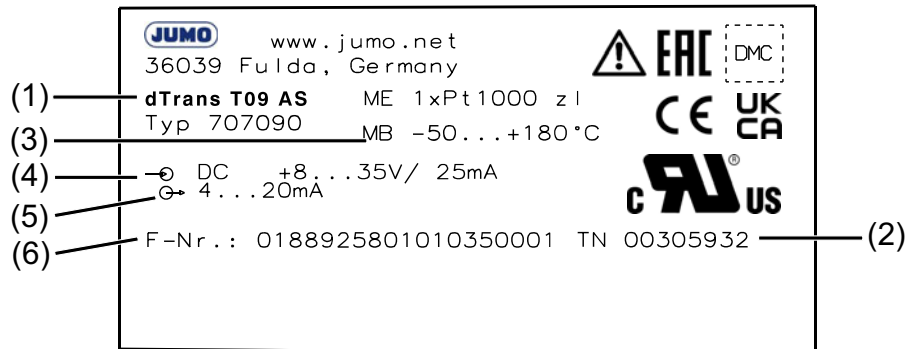 JUMO www.jumo.net
36039 Fulda, Germany
EAC DMC
(1) dTrans T09 AS ME 1xPt1000 zl
Typ 707090
(3) MB -50...+180°C
CE UK CA
(4) DC +8...35V/ 25mA
(5) 4...20mA
c RU ® US
(6) F-Nr.: 0188925801010350001 TN 00305932 (2)